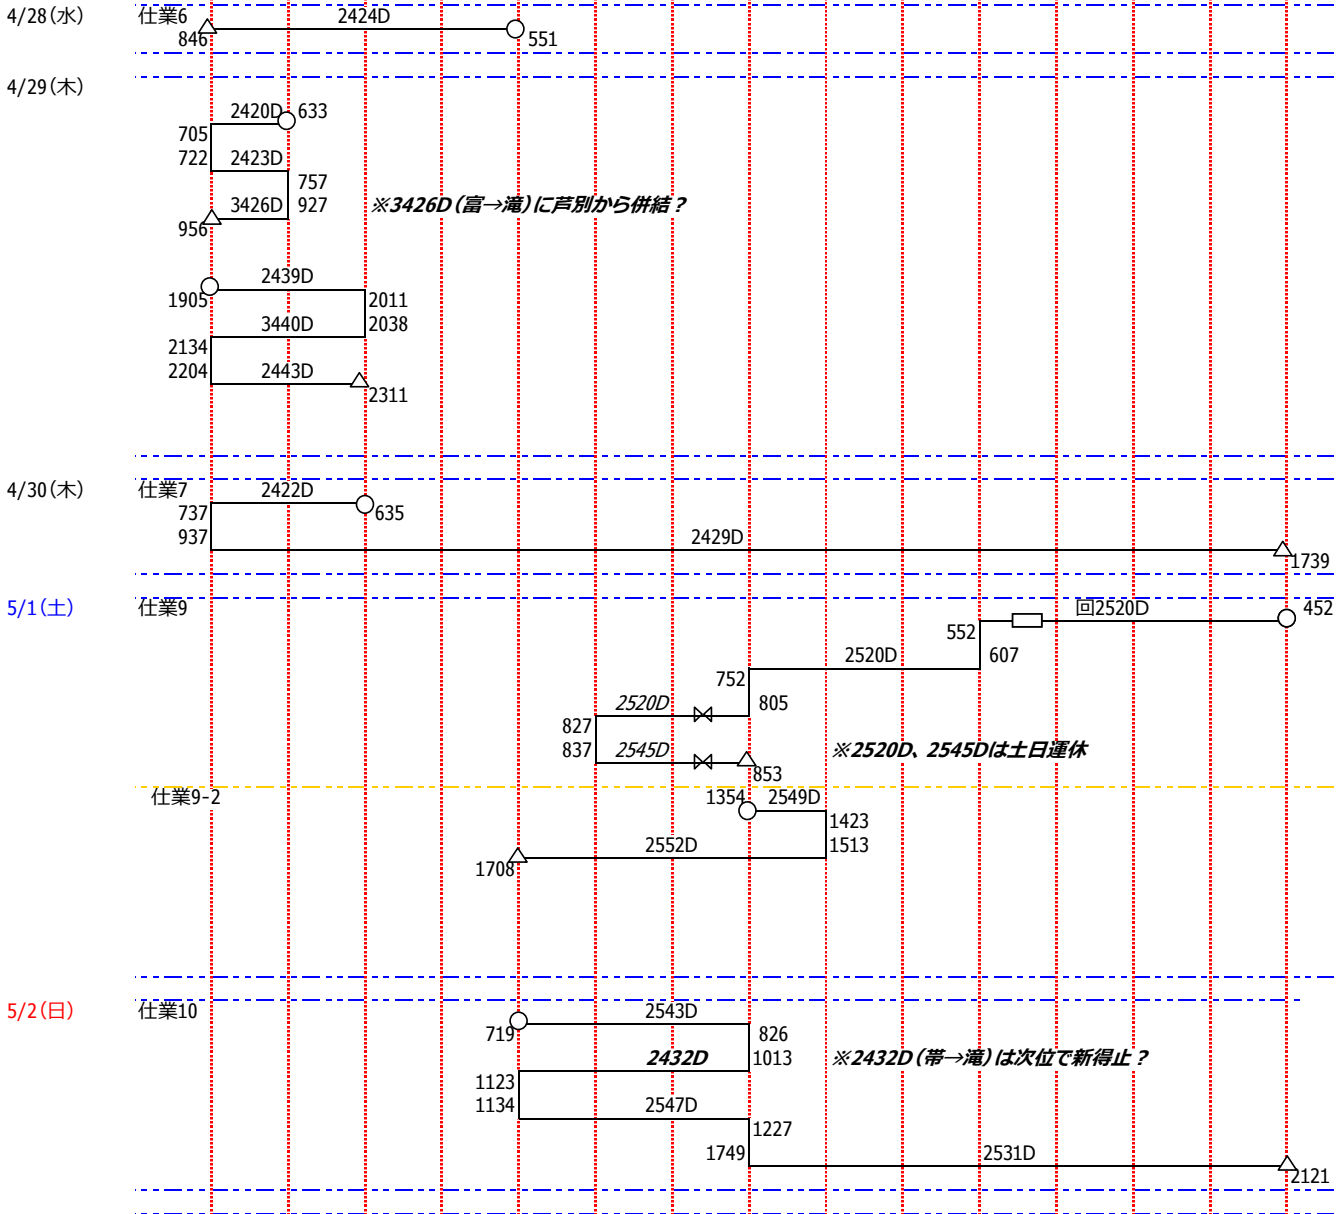 4/28(水) 仕業6 2424D
846 551
4/29(木)
2420D 633
705
722 2423D
757
3426D 927 ※3426D(富→滝)に芦別から併結?
956
2439D
1905 2011
3440D 2038
2134
2204 2443D
2311
4/30(木) 仕業7 2422D
737 635
937 2429D
1739
5/1(土) 仕業9 回2520D 452
552
2520D 607
752
2520D 805
827
837 2545D ※2520D、2545Dは土日運休
853
仕業9-2 1354 2549D
1423
2552D 1513
1708
5/2(日) 仕業10 2543D
719 826
2432D 1013 ※2432D(帯→滝)は次位で新得止?
1123
1134 2547D
1227
1749 2531D
2121